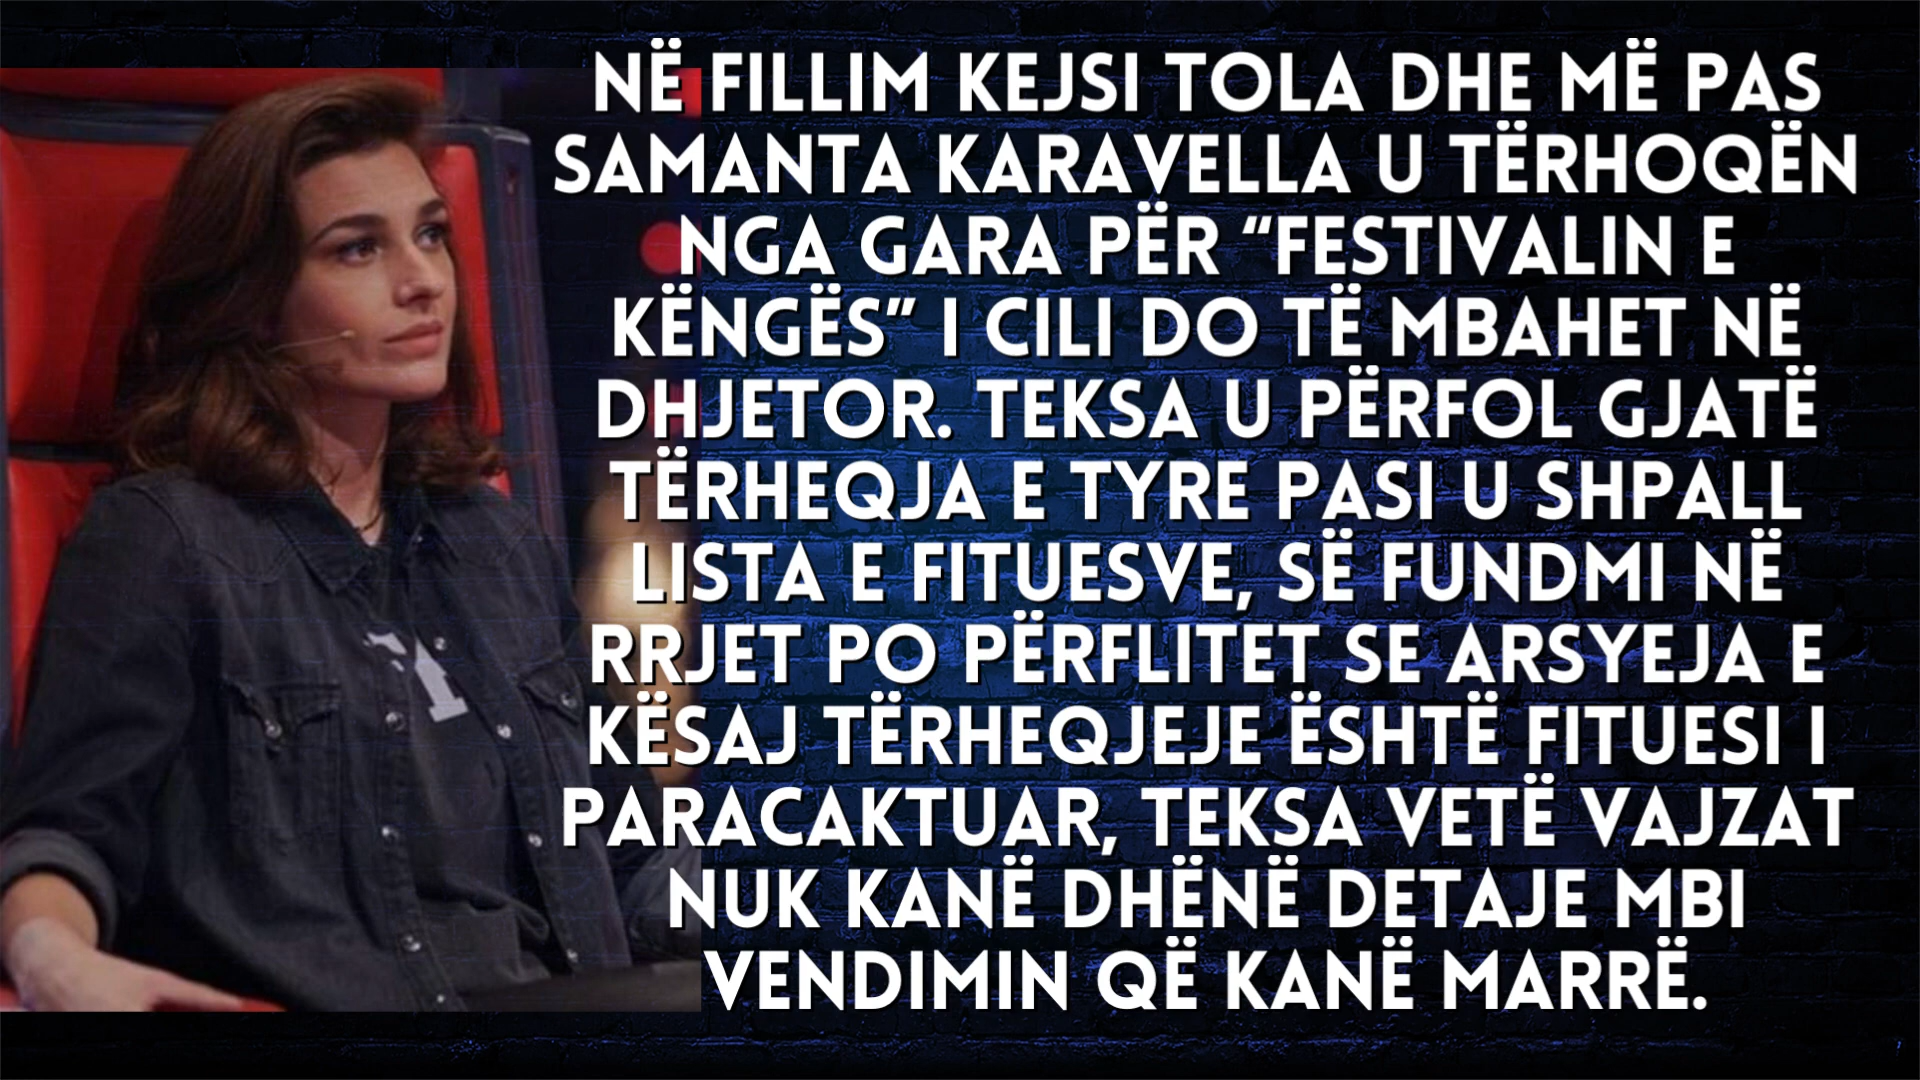 NË FILLIM KEJSI TOLA DHE MË PAS
SAMANTA KARAVELLA U TËRHOQËN
NGA GARA PËR “FESTIVALIN E
KËNGËS” I CILI DO TË MBAHET NË
DHJETOR. TEKSA U PËRFOL GJATË
TËRHEQJA E TYRE PASI U SHPALL
LISTA E FITUESVE, SË FUNDMI NË
RRJET PO PËRFLITET SE ARSYEJA E
KËSAJ TËRHEQJEJE ËSHTË FITUESI I
PARACAKTUAR, TEKSA VETË VAJZAT
NUK KANË DHËNË DETAJE MBI
VENDIMIN QË KANË MARRË.